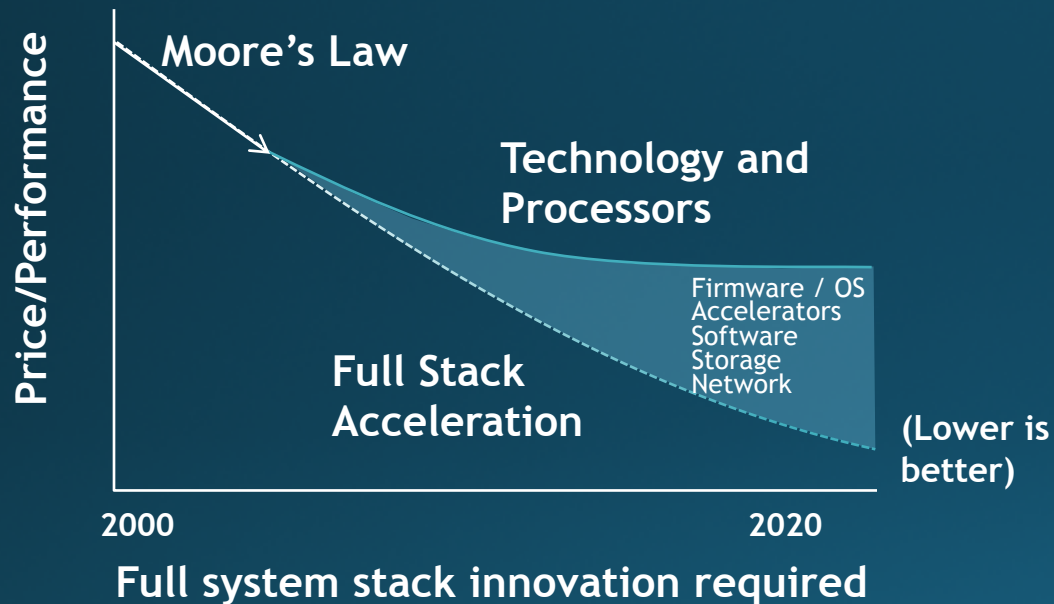 Price/Performance
Moore's Law
Technology and
Processors
Firmware / OS
Accelerators
Software
Storage
Network
Full Stack
Acceleration
(Lower is
better)
2000
2020
Full system stack innovation required